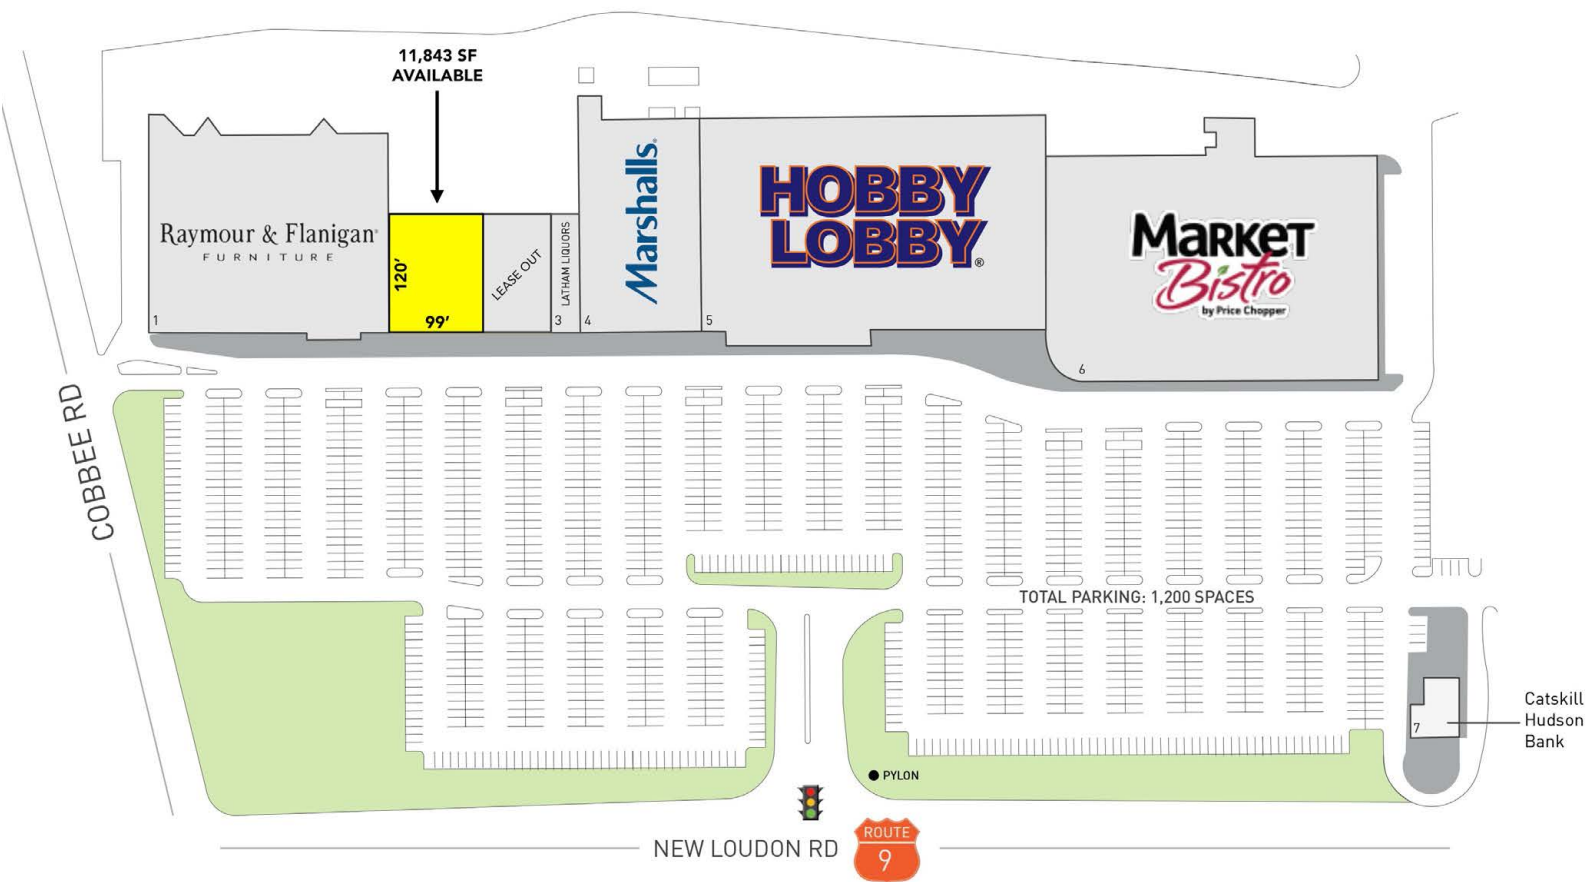 11,843 SF
AVAILABLE
Raymour & Flanigan®
FURNITURE
1
120'
99'
LEASE OUT
LATHAM LIQUORS
3
Marshalls®
4
HOBBY
LOBBY®
5
MARKET
Bistro
by Price Chopper
6
COBBEE RD
TOTAL PARKING: 1,200 SPACES
Catskill
Hudson
Bank
7
PYLON
NEW LOUDON RD
ROUTE
9